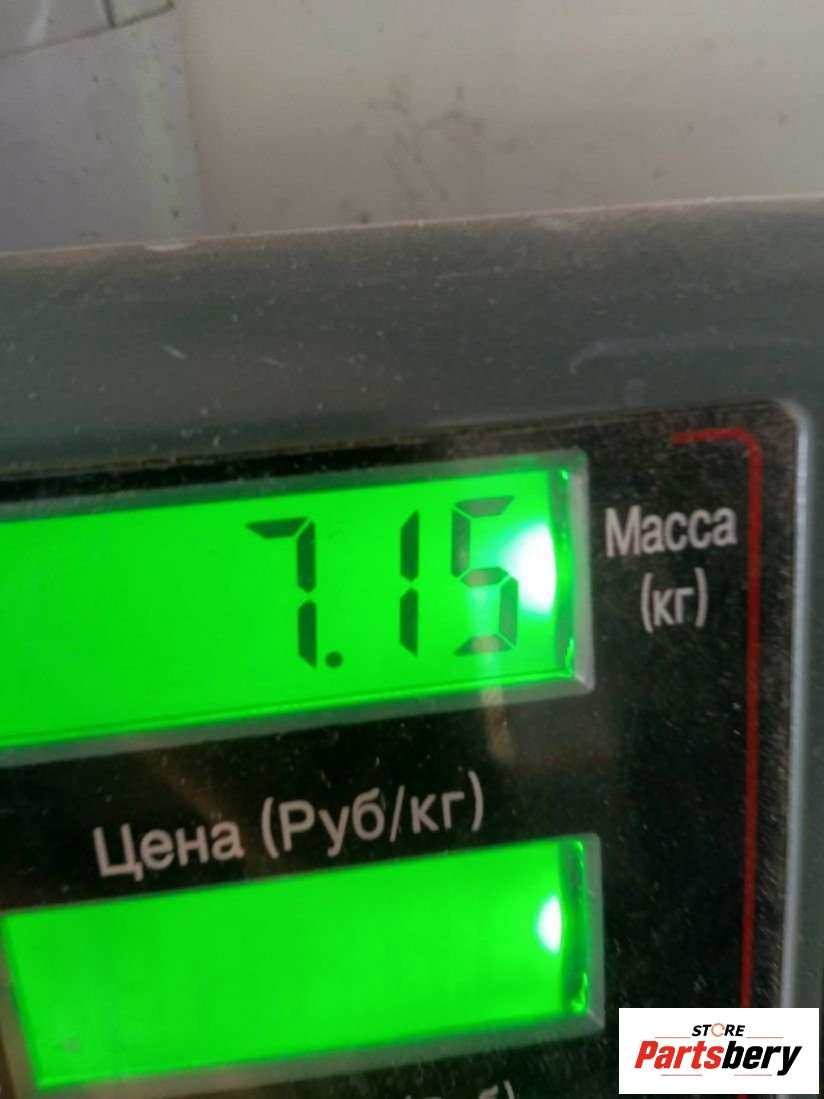 7.15
Масса
(кг)
Цена (Руб/кг)
STORE
Partsbery